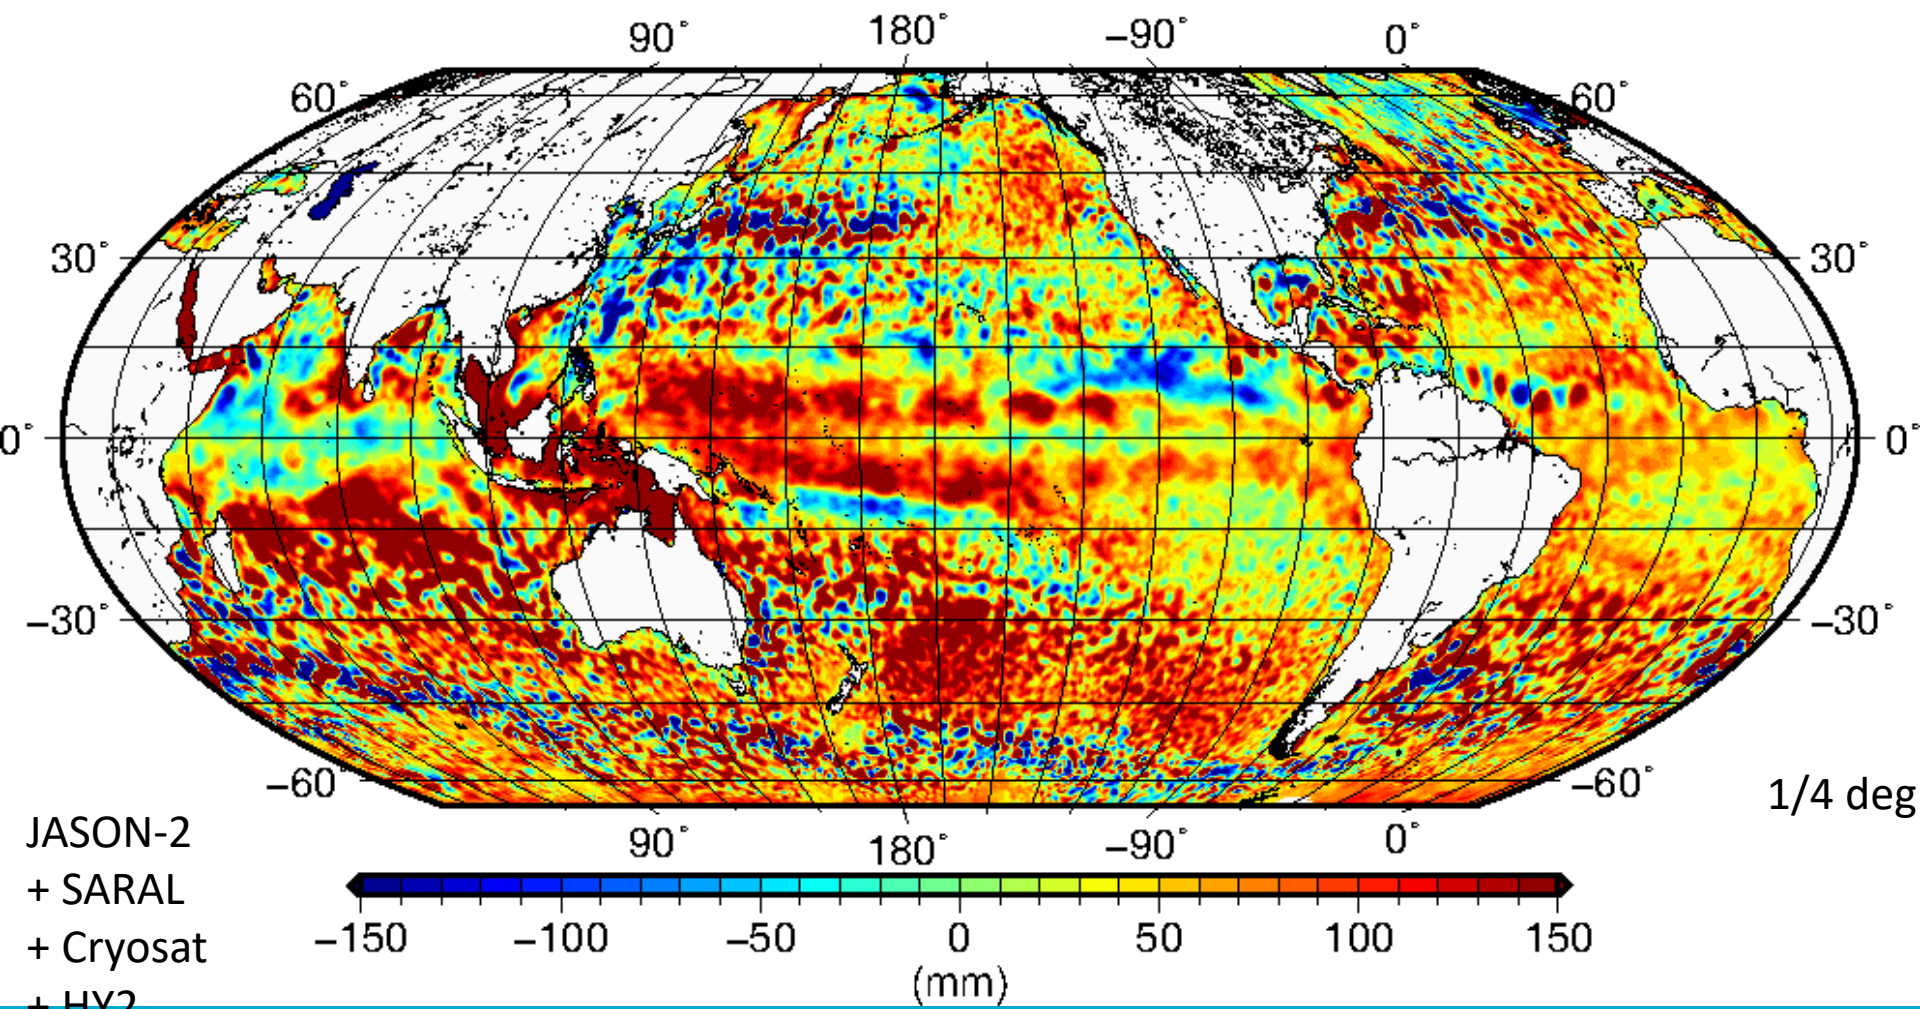 90° 180° −90° 0°
60° 60°
30° 30°
0° 0°
−30° −30°
−60° −60°
1/4 deg
90° 180° −90° 0°
JASON-2
+ SARAL
+ Cryosat
+ HY2
−150 −100 −50 0 50 100 150
(mm)